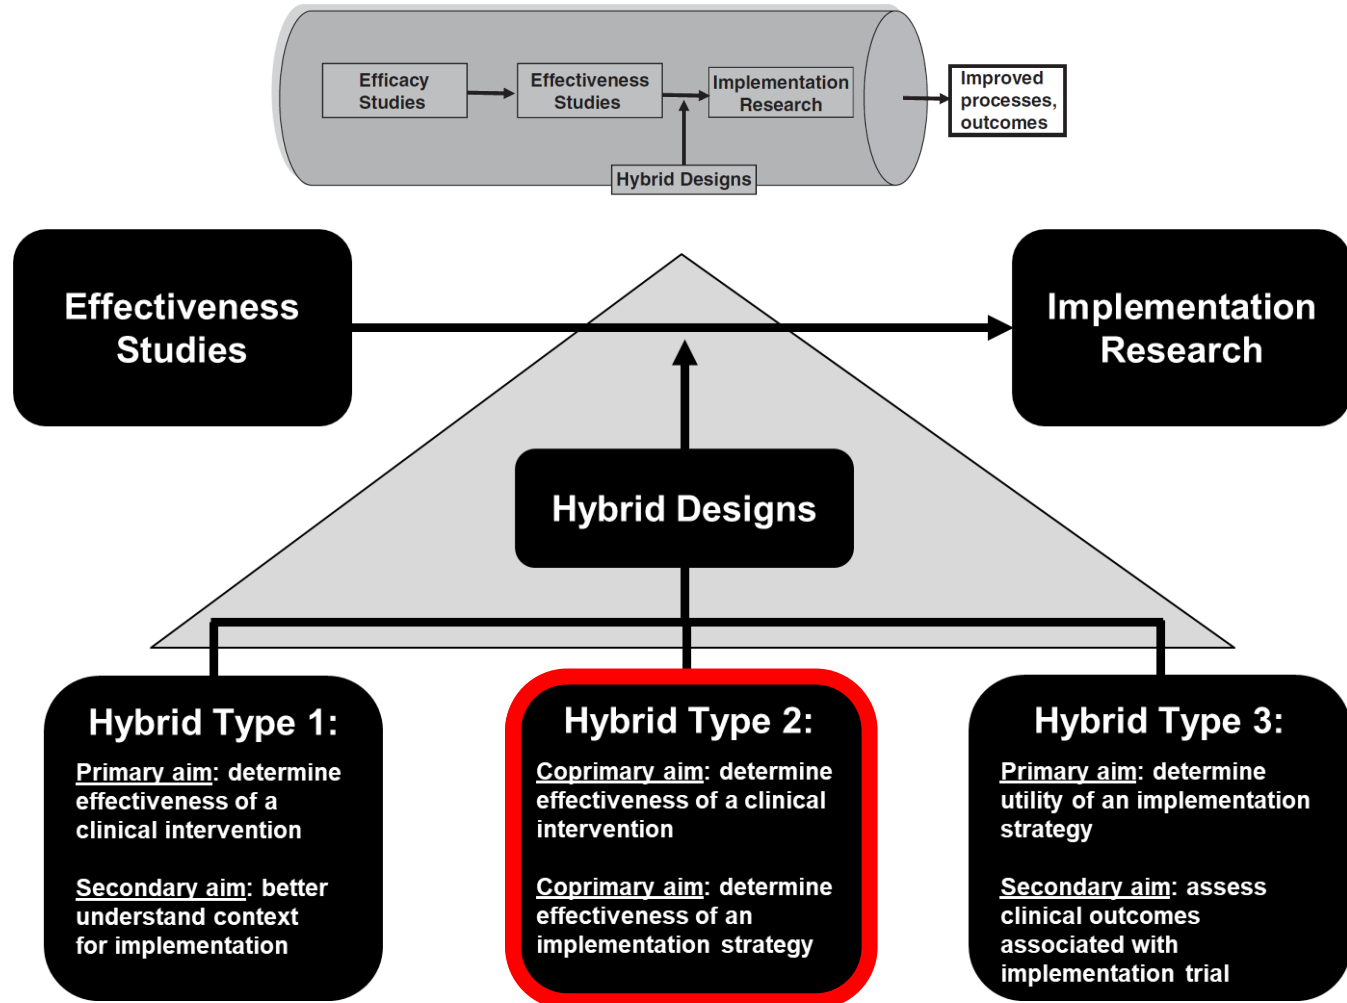 Efficacy
Studies
Effectiveness
Studies
Implementation
Research
Improved
processes,
outcomes
Hybrid Designs
Effectiveness
Studies
Implementation
Research
Hybrid Designs
Hybrid Type 1:
Primary aim: determine
effectiveness of a
clinical intervention
Secondary aim: better
understand context
for implementation
Hybrid Type 2:
Coprimary aim: determine
effectiveness of a clinical
intervention
Coprimary aim: determine
effectiveness of an
implementation strategy
Hybrid Type 3:
Primary aim: determine
utility of an implementation
strategy
Secondary aim: assess
clinical outcomes
associated with
implementation trial